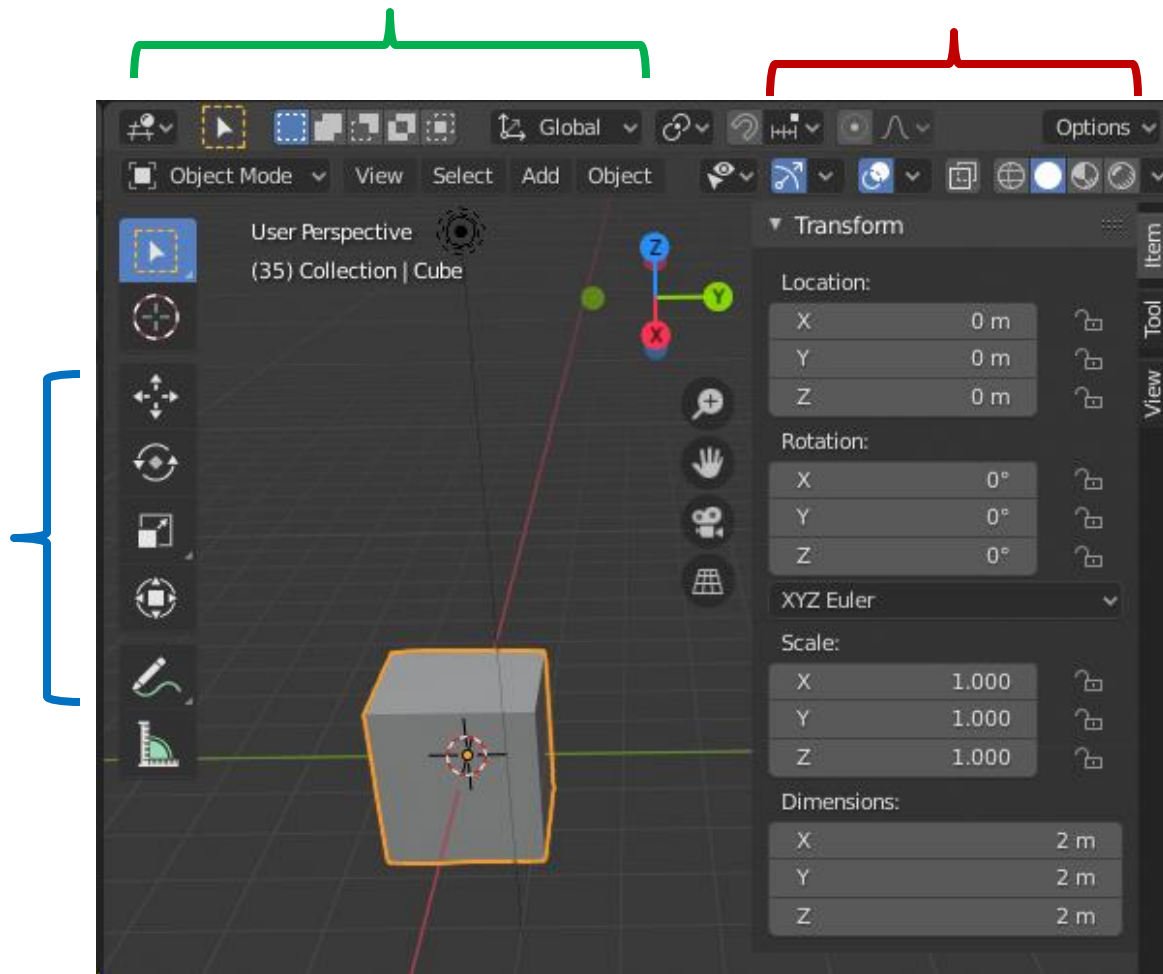 Global Options
Object Mode View Select Add Object
User Perspective
(35) Collection | Cube
Z
Y
X
Transform
Location:
X 0 m
Y 0 m
Z 0 m
Rotation:
X 0°
Y 0°
Z 0°
XYZ Euler
Scale:
X 1.000
Y 1.000
Z 1.000
Dimensions:
X 2 m
Y 2 m
Z 2 m
Item
Tool
View